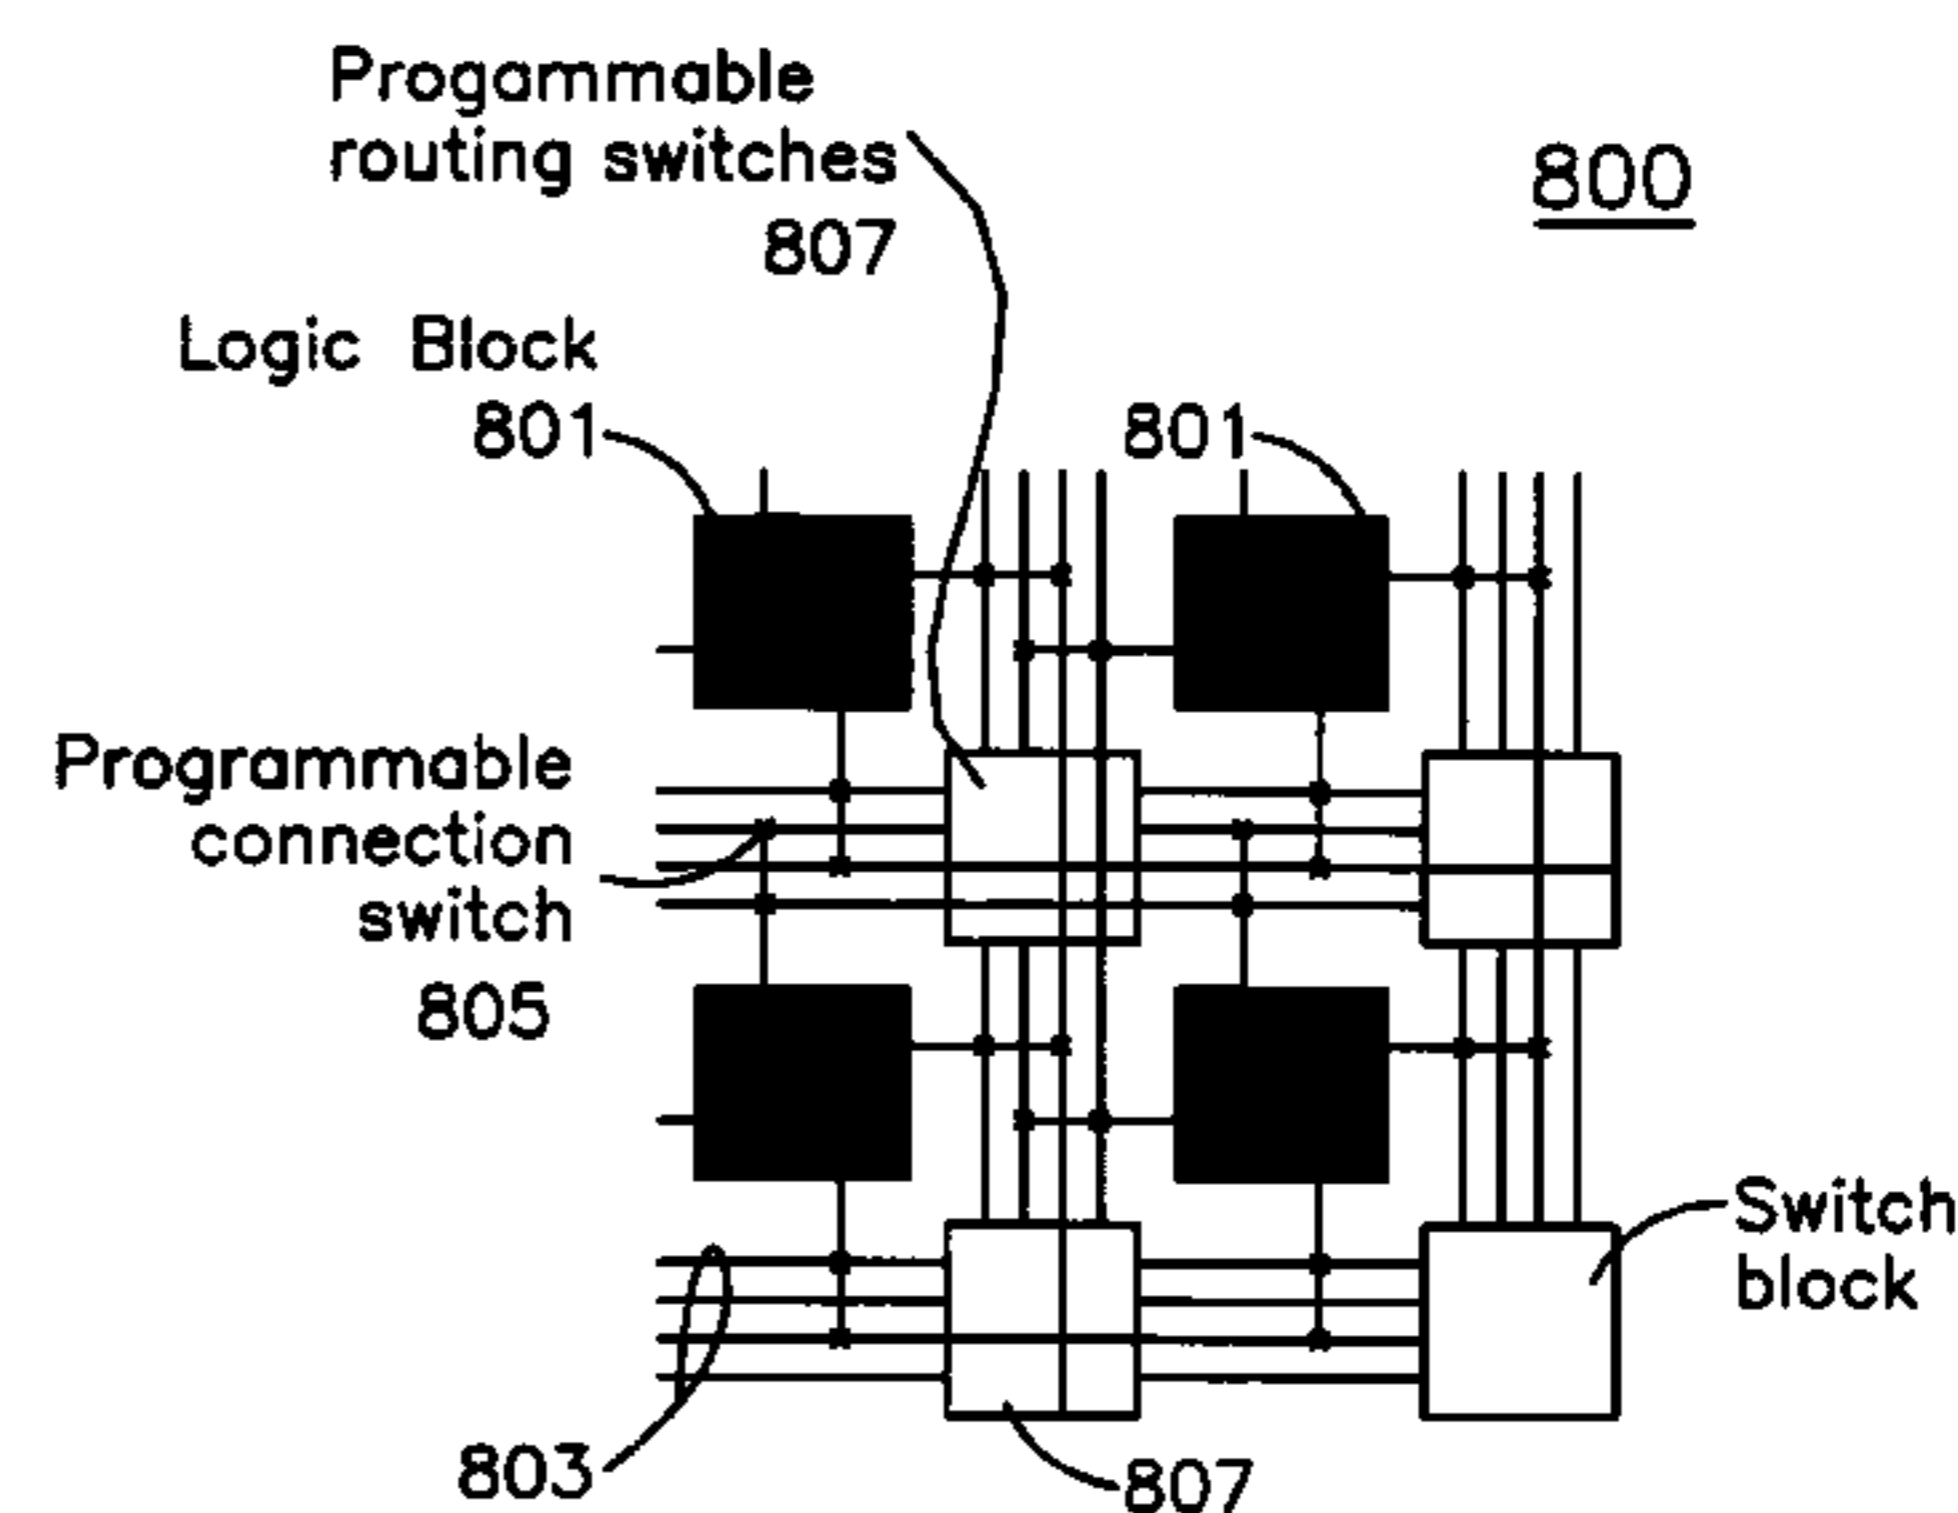 Progammable
routing switches
807
800
Logic Block
801
801
Programmable
connection
switch
805
Switch
block
803
807